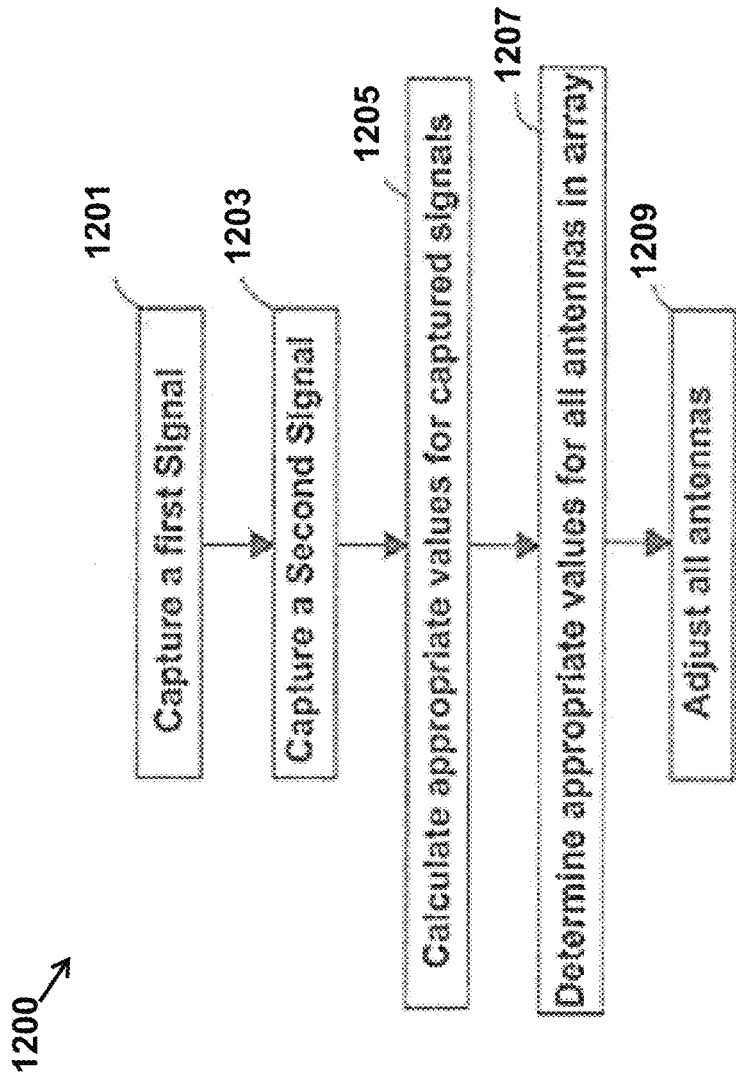 1200
1201
Capture a first Signal
1203
Capture a Second Signal
1205
Calculate appropriate values for captured signals
1207
Determine appropriate values for all antennas in array
1209
Adjust all antennas